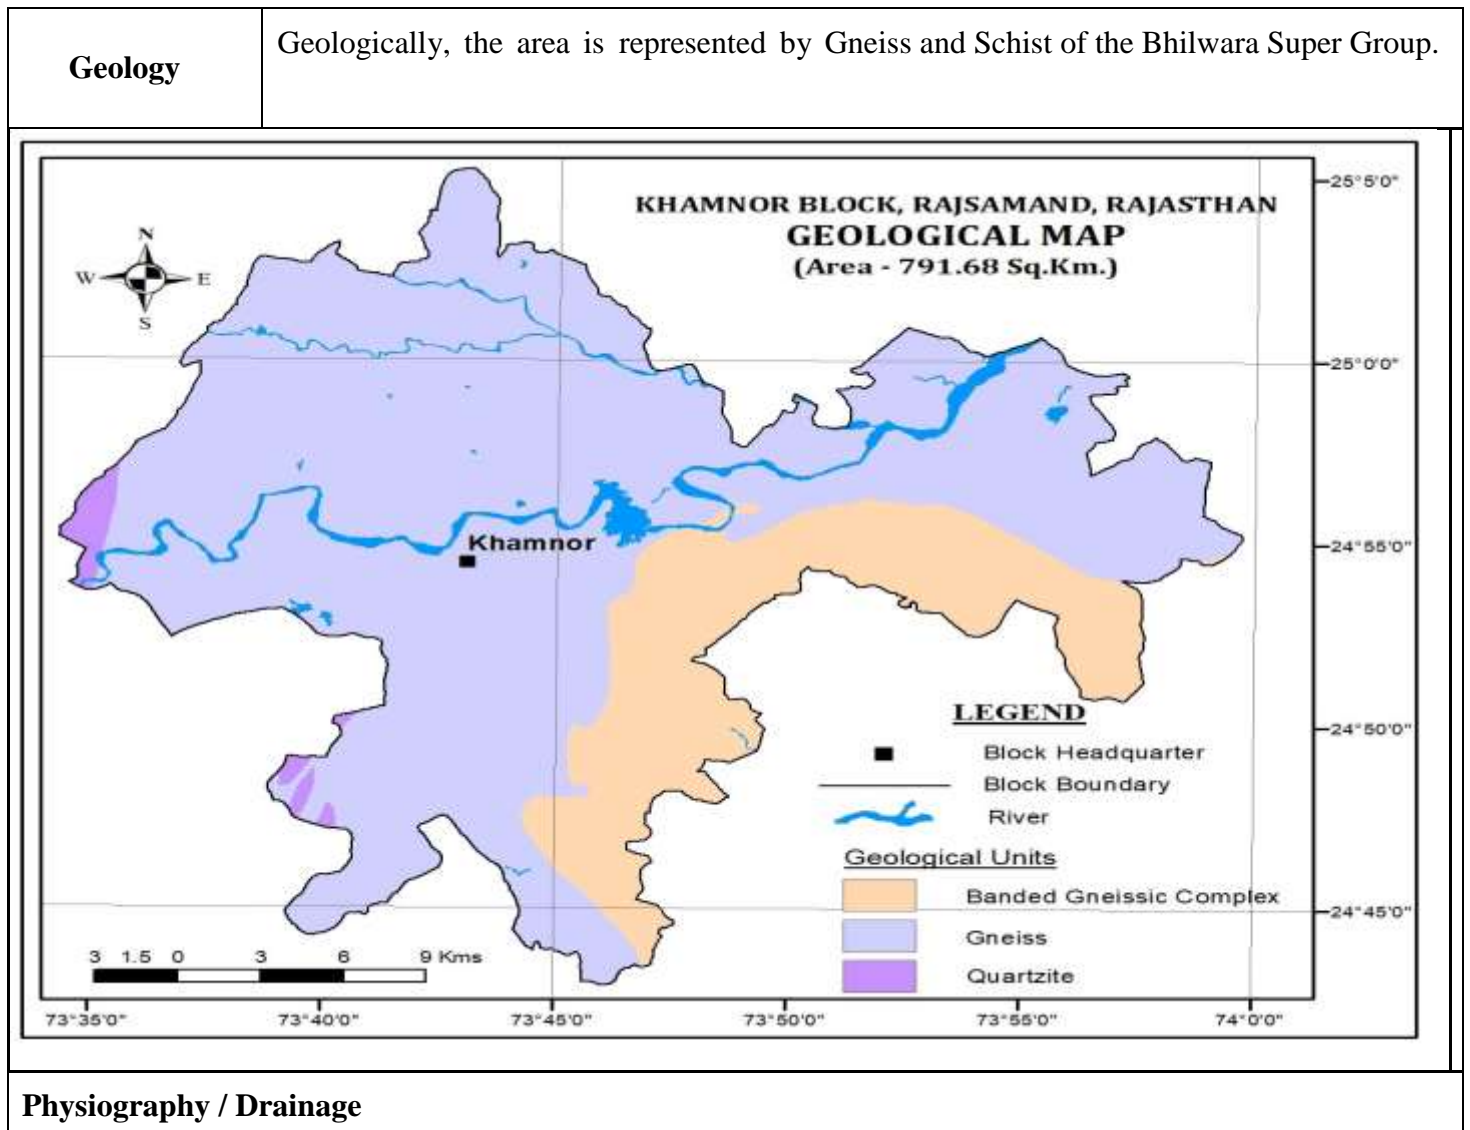 Geology
Geologically, the area is represented by Gneiss and Schist of the Bhilwara Super Group.
KHAMNOR BLOCK, RAJSAMAND, RAJASTHAN
GEOLOGICAL MAP
(Area - 791.68 Sq.Km.)
N
W E
S
25°5'0"
25°0'0"
24°55'0"
24°50'0"
24°45'0"
Khamnor
LEGEND
Block Headquarter
Block Boundary
River
Geological Units
Banded Gneissic Complex
Gneiss
Quartzite
3 1.5 0 3 6 9 Kms
73°35'0" 73°40'0" 73°45'0" 73°50'0" 73°55'0" 74°0'0"
Physiography / Drainage